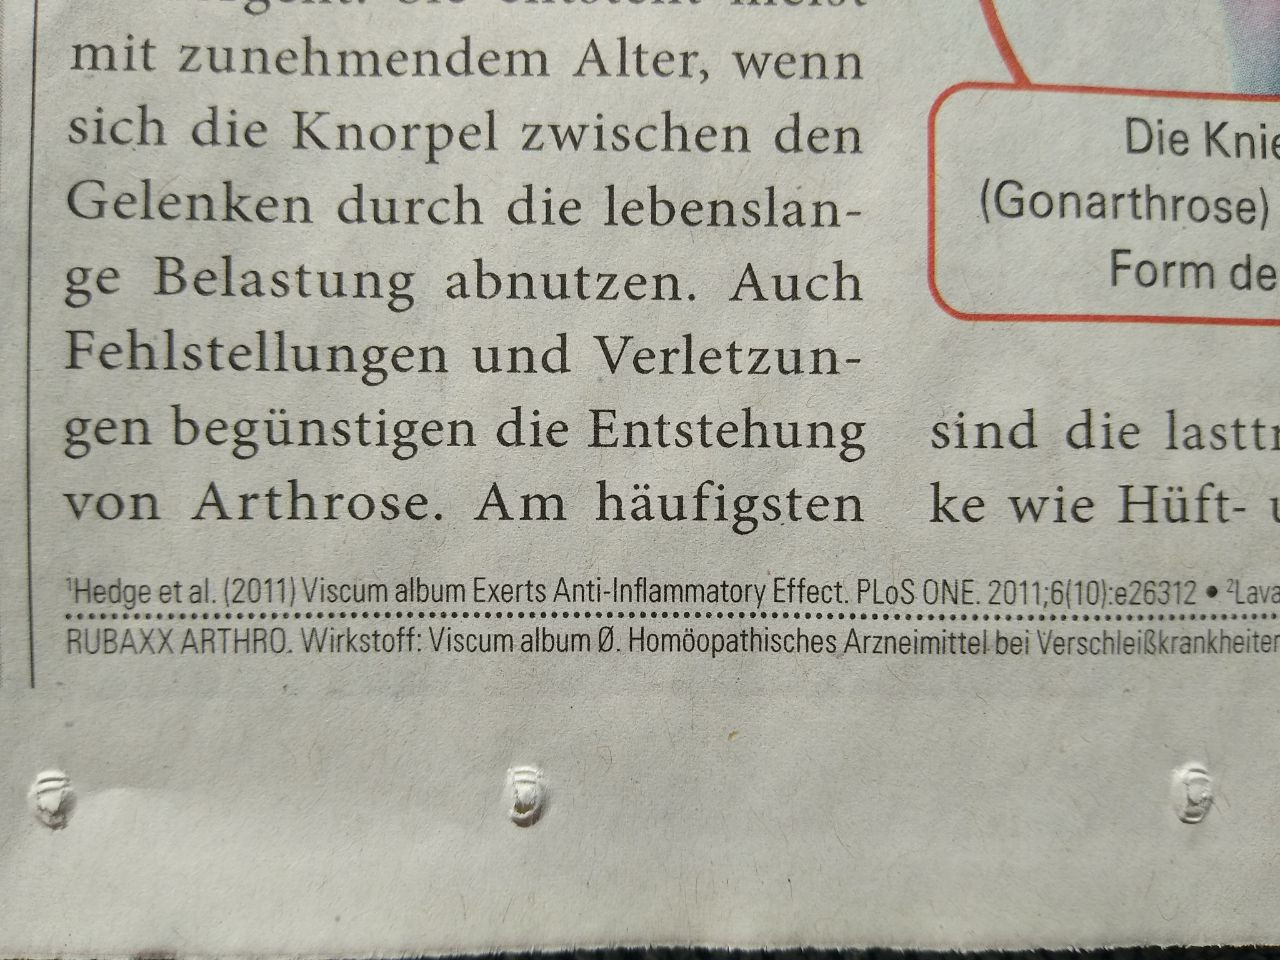 mit zunehmendem Alter, wenn
sich die Knorpel zwischen den
Gelenken durch die lebenslan-
ge Belastung abnutzen. Auch
Fehlstellungen und Verletzun-
gen begünstigen die Entstehung
von Arthrose. Am häufigsten
Die Knie
(Gonarthrose)
Form de
sind die lasttr
ke wie Hüft- u
¹Hedge et al. (2011) Viscum album Exerts Anti-Inflammatory Effect. PLoS ONE. 2011;6(10):e26312 • ²Lava
RUBAXX ARTHRO. Wirkstoff: Viscum album Ø. Homöopathisches Arzneimittel bei Verschleißkrankheiten